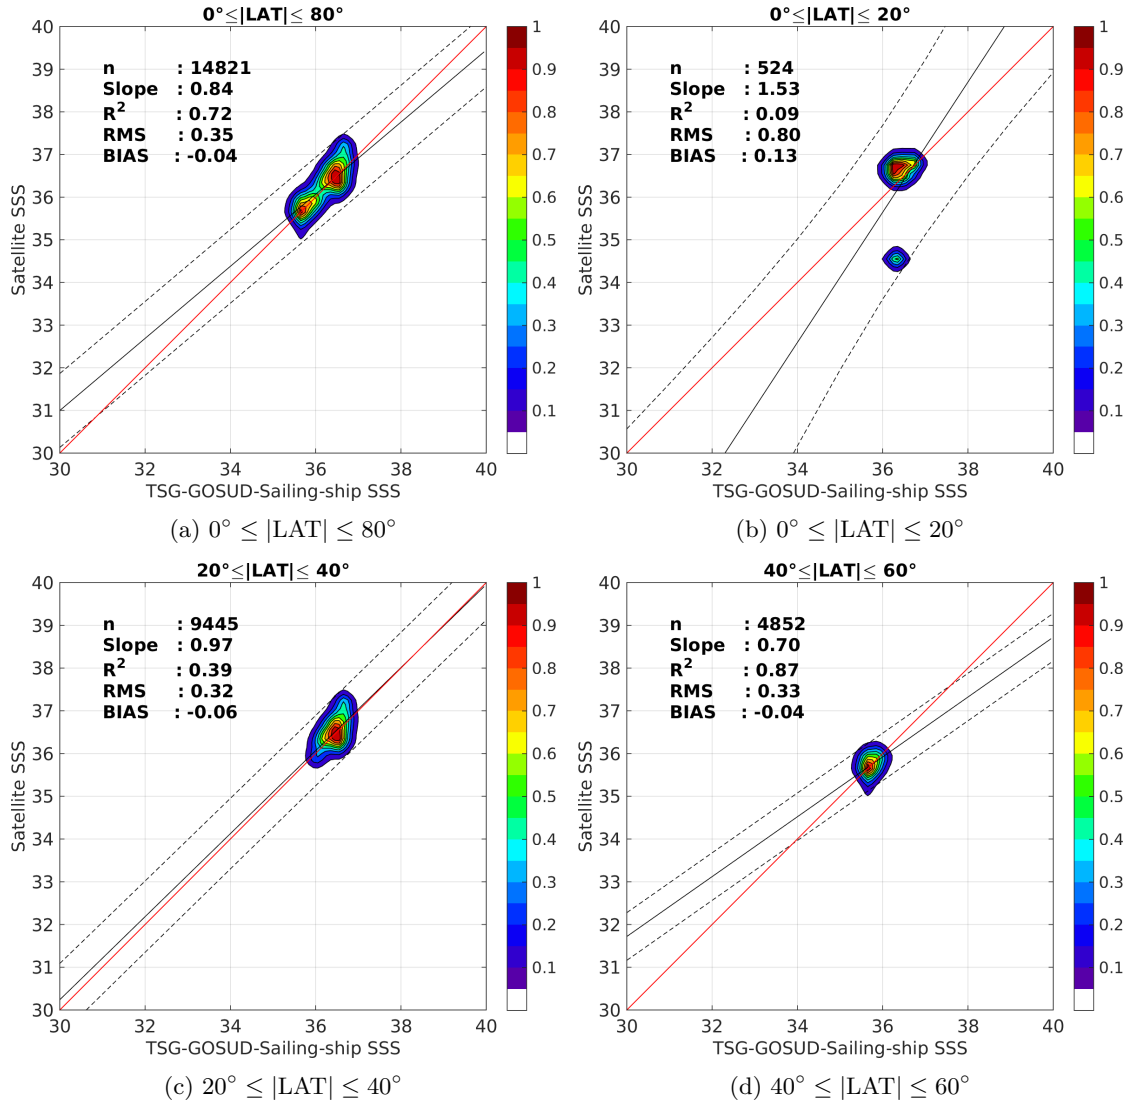 0°≤|LAT|≤ 80°
n : 14821
Slope : 0.84
R² : 0.72
RMS : 0.35
BIAS : -0.04
Satellite SSS
40
39
38
37
36
35
34
33
32
31
30
30 32 34 36 38 40
TSG-GOSUD-Sailing-ship SSS
1
0.9
0.8
0.7
0.6
0.5
0.4
0.3
0.2
0.1
(a) 0° ≤ |LAT| ≤ 80°
0°≤|LAT|≤ 20°
n : 524
Slope : 1.53
R² : 0.09
RMS : 0.80
BIAS : 0.13
Satellite SSS
40
39
38
37
36
35
34
33
32
31
30
30 32 34 36 38 40
TSG-GOSUD-Sailing-ship SSS
1
0.9
0.8
0.7
0.6
0.5
0.4
0.3
0.2
0.1
(b) 0° ≤ |LAT| ≤ 20°
20°≤|LAT|≤ 40°
n : 9445
Slope : 0.97
R² : 0.39
RMS : 0.32
BIAS : -0.06
Satellite SSS
40
39
38
37
36
35
34
33
32
31
30
30 32 34 36 38 40
TSG-GOSUD-Sailing-ship SSS
1
0.9
0.8
0.7
0.6
0.5
0.4
0.3
0.2
0.1
(c) 20° ≤ |LAT| ≤ 40°
40°≤|LAT|≤ 60°
n : 4852
Slope : 0.70
R² : 0.87
RMS : 0.33
BIAS : -0.04
Satellite SSS
40
39
38
37
36
35
34
33
32
31
30
30 32 34 36 38 40
TSG-GOSUD-Sailing-ship SSS
1
0.9
0.8
0.7
0.6
0.5
0.4
0.3
0.2
0.1
(d) 40° ≤ |LAT| ≤ 60°